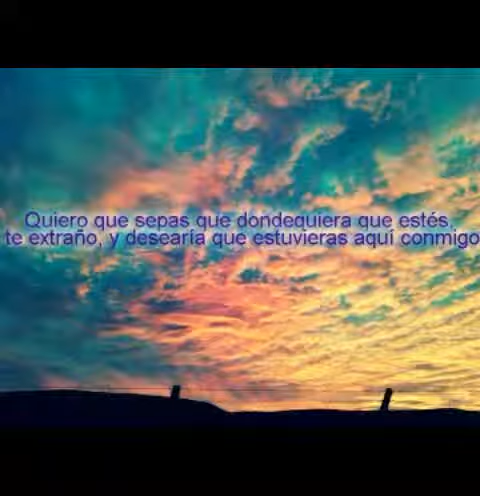 Quiero que sepas que dondequiera que estés,
te extraño, y desearía que estuvieras aquí conmigo